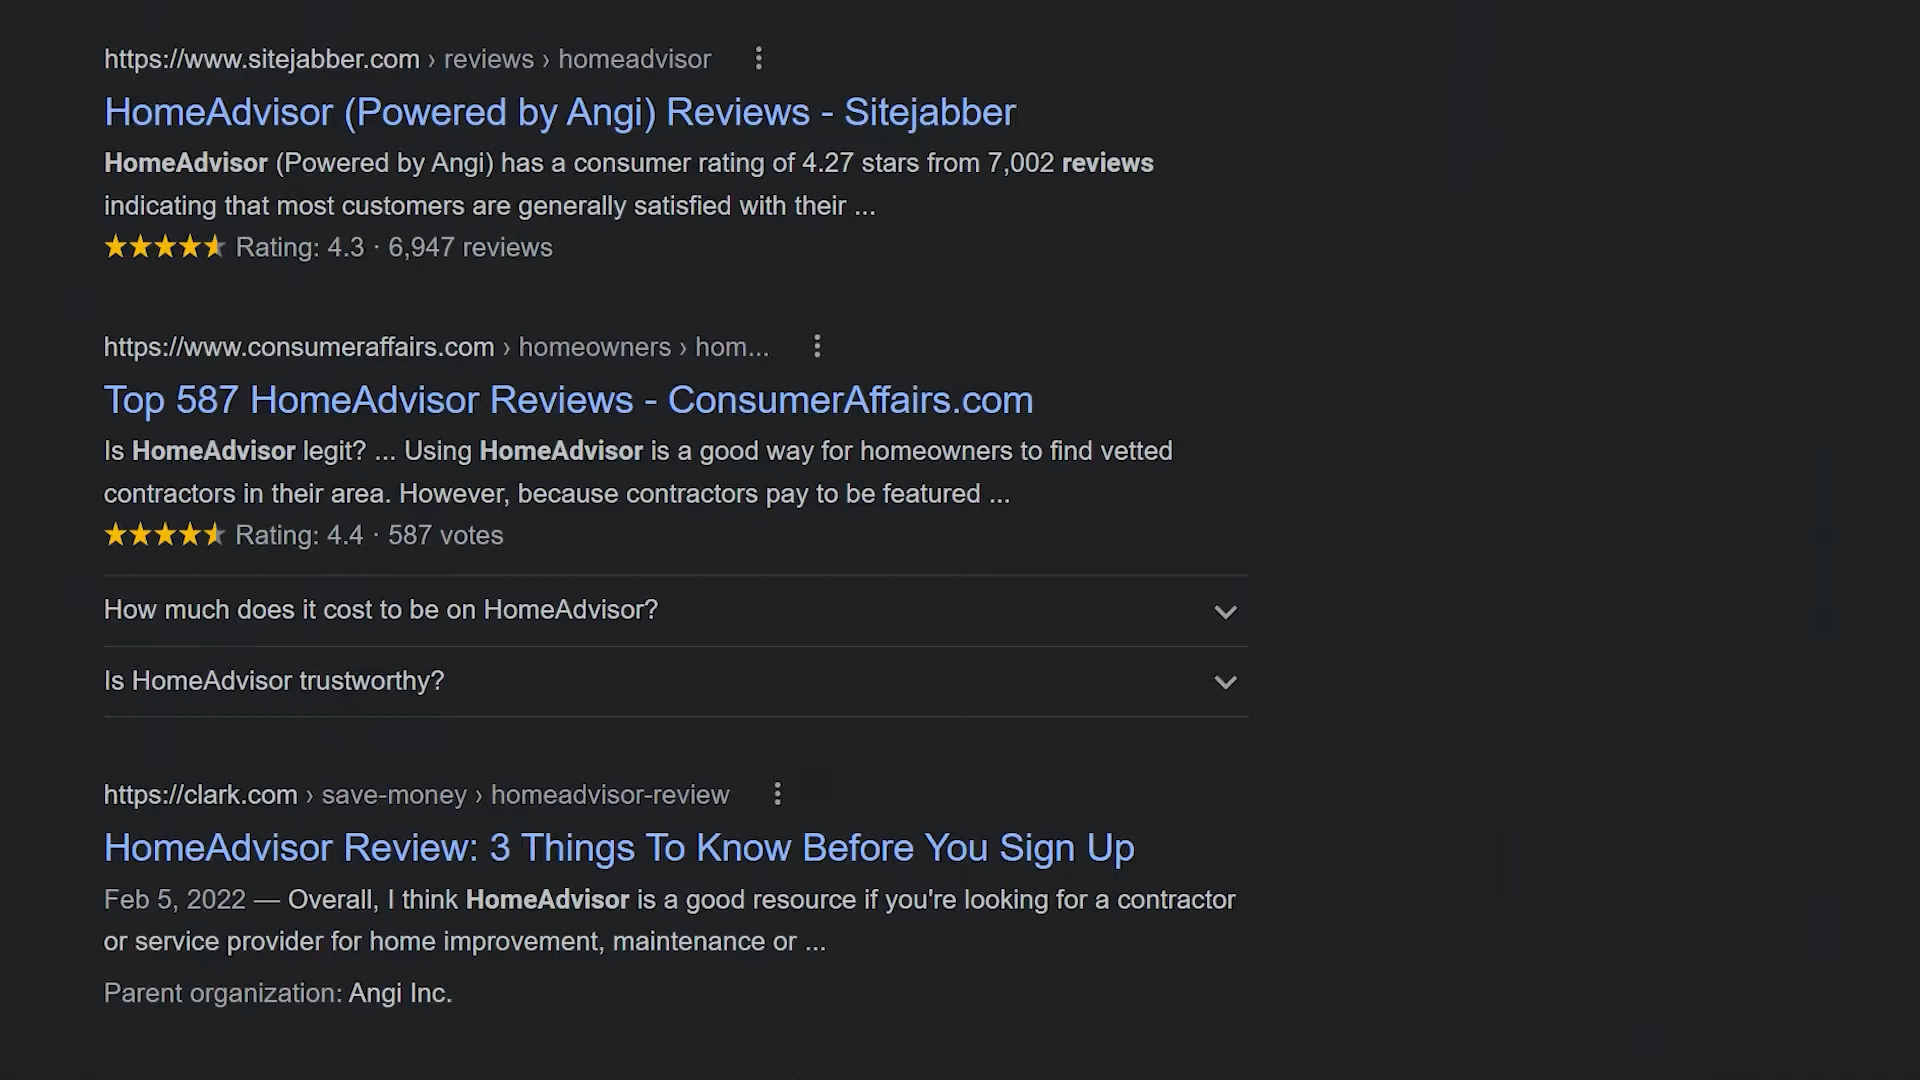 https://www.sitejabber.com › reviews › homeadvisor
HomeAdvisor (Powered by Angi) Reviews - Sitejabber
HomeAdvisor (Powered by Angi) has a consumer rating of 4.27 stars from 7,002 reviews
indicating that most customers are generally satisfied with their ...
Rating: 4.3 · 6,947 reviews
https://www.consumeraffairs.com › homeowners › hom...
Top 587 HomeAdvisor Reviews - ConsumerAffairs.com
Is HomeAdvisor legit? ... Using HomeAdvisor is a good way for homeowners to find vetted
contractors in their area. However, because contractors pay to be featured ...
Rating: 4.4 · 587 votes
How much does it cost to be on HomeAdvisor?
Is HomeAdvisor trustworthy?
https://clark.com › save-money › homeadvisor-review
HomeAdvisor Review: 3 Things To Know Before You Sign Up
Feb 5, 2022 — Overall, I think HomeAdvisor is a good resource if you're looking for a contractor
or service provider for home improvement, maintenance or ...
Parent organization: Angi Inc.